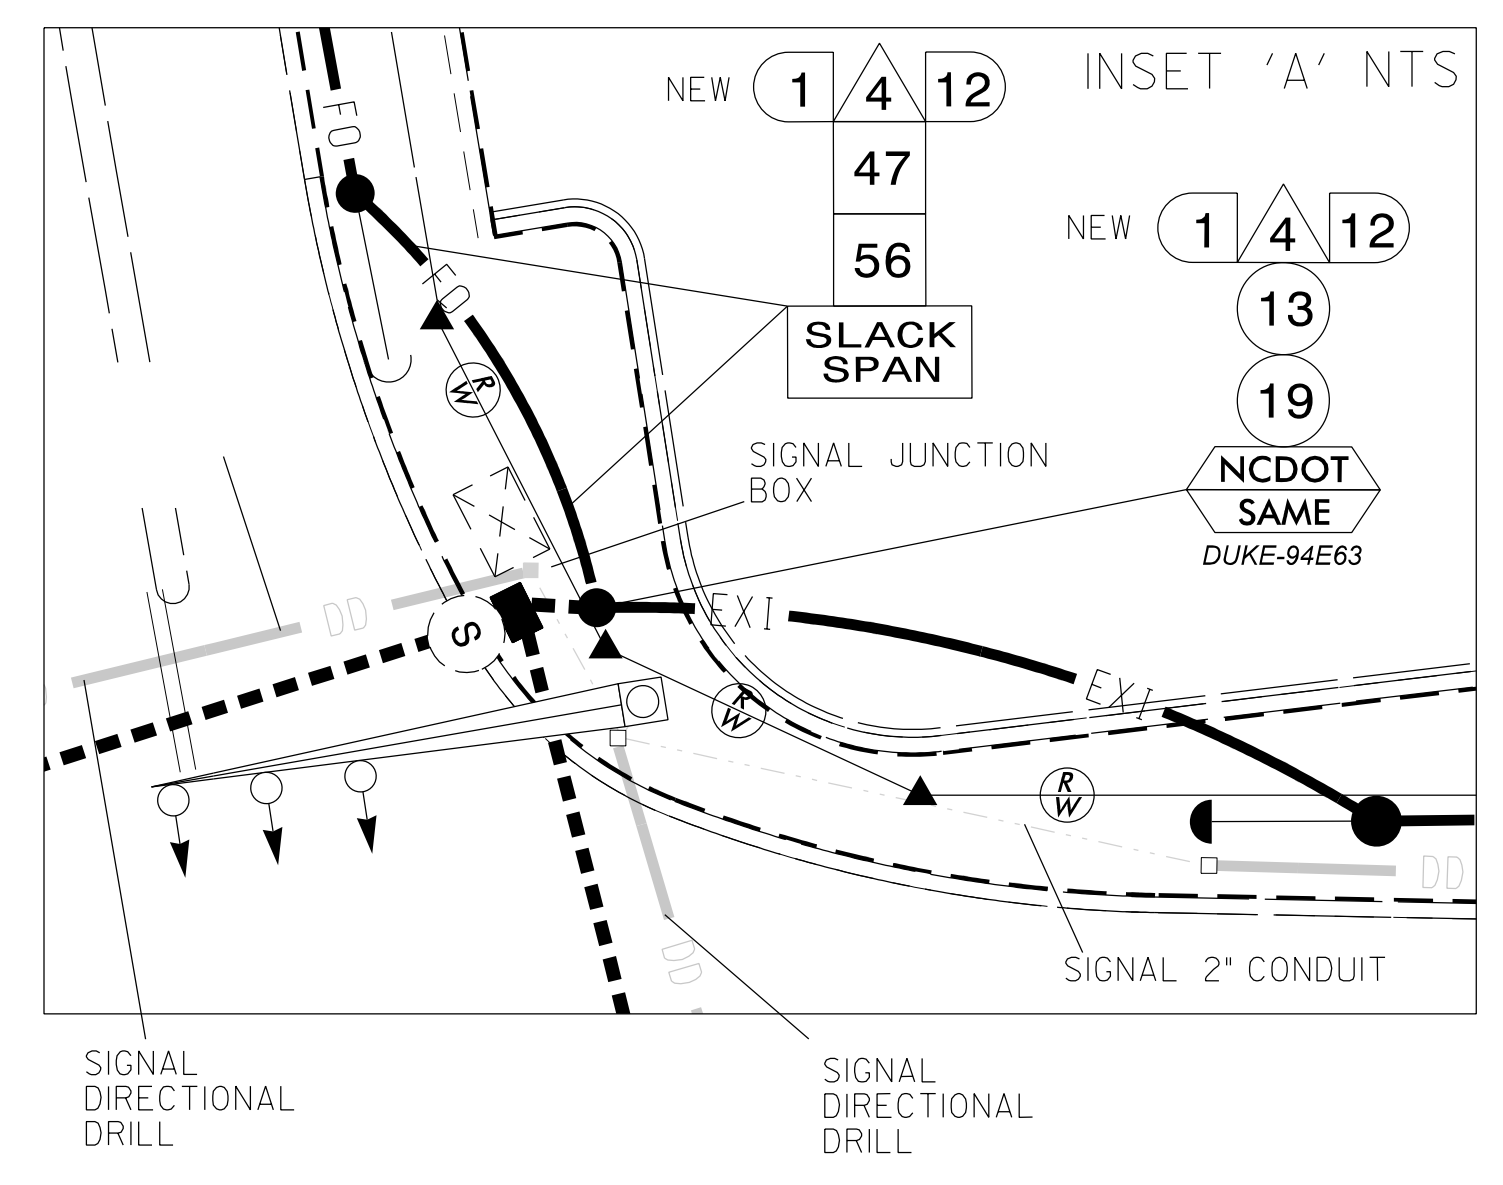 INSET 'A' NTS
NEW 1 4 12
47
56
SLACK
SPAN
NEW 1 4 12
13
19
NCDOT
SAME
DUKE-94E63
FO
FO
R
W
SIGNAL JUNCTION
BOX
DD
S
EXI
EXI
R
W
R
W
DD
DD
SIGNAL 2" CONDUIT
SIGNAL
DIRECTIONAL
DRILL
SIGNAL
DIRECTIONAL
DRILL